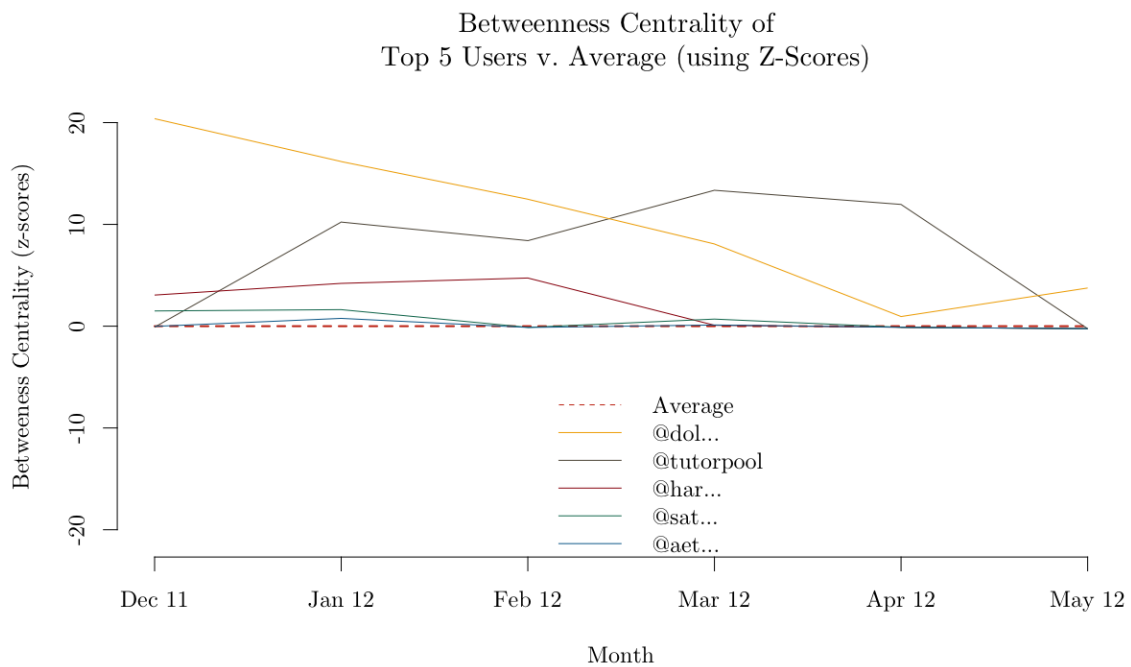 Betweenness Centrality of
Top 5 Users v. Average (using Z-Scores)
Betweeness Centrality (z-scores)
20
10
0
-10
-20
Average
@dol...
@tutorpool
@har...
@sat...
@aet...
Dec 11
Jan 12
Feb 12
Mar 12
Apr 12
May 12
Month